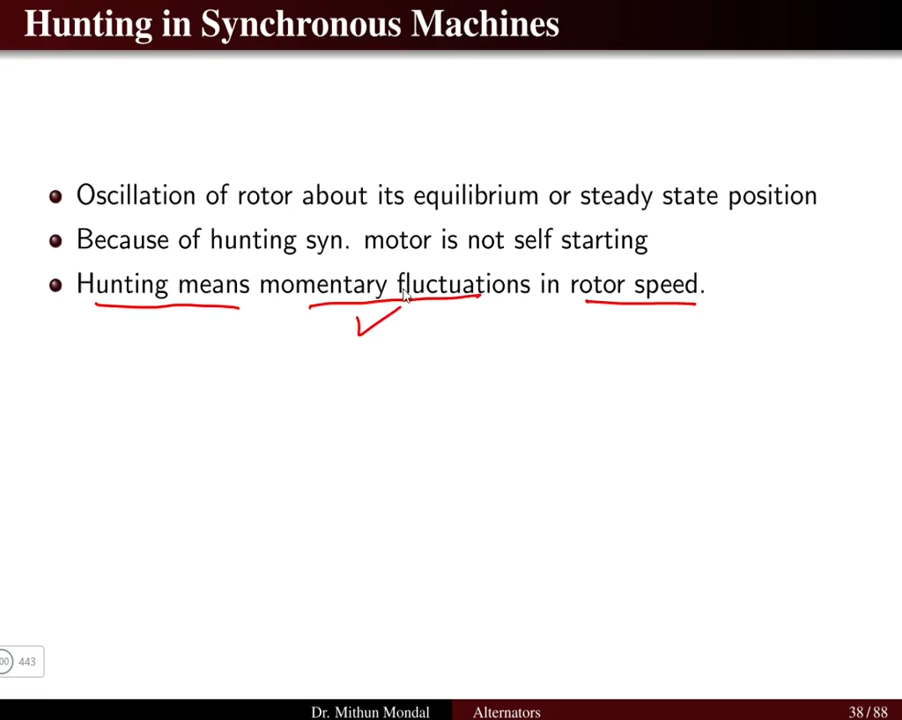 Hunting in Synchronous Machines
Oscillation of rotor about its equilibrium or steady state position
Because of hunting syn. motor is not self starting
Hunting means momentary fluctuations in rotor speed.
00 443
Dr. Mithun Mondal Alternators 38/88